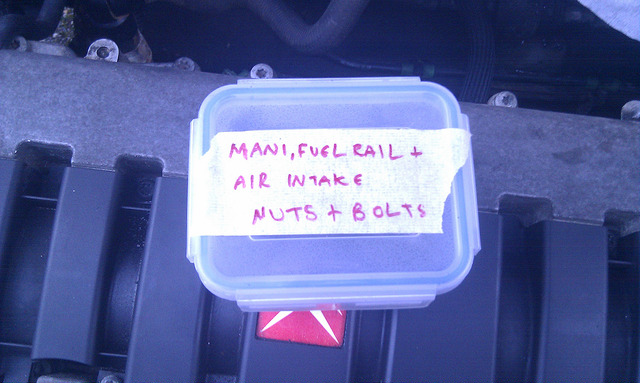 MANI, FUEL RAIL +
AIR INTAKE
NUTS + BOLTS